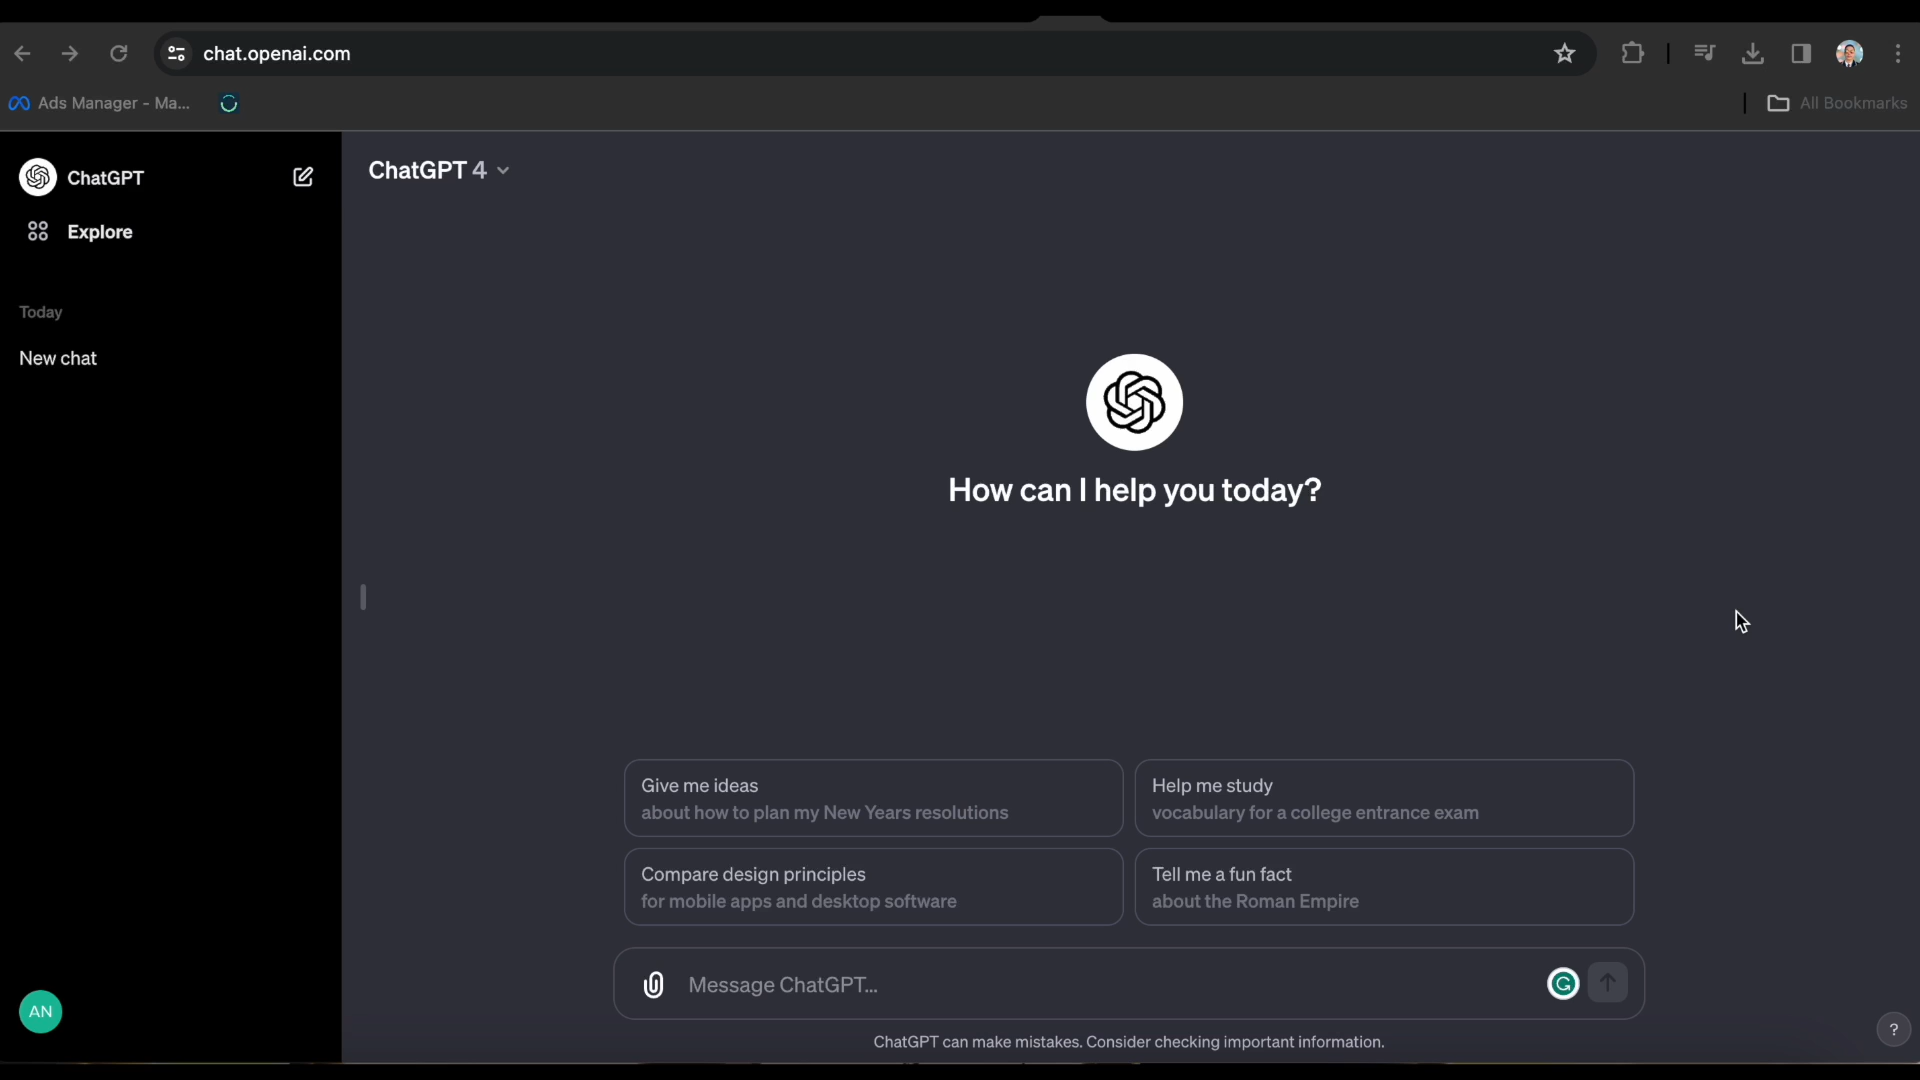 chat.openai.com
Ads Manager - Ma...
All Bookmarks
ChatGPT
Explore
Today
New chat
AN
ChatGPT 4
How can I help you today?
Give me ideas
about how to plan my New Years resolutions
Help me study
vocabulary for a college entrance exam
Compare design principles
for mobile apps and desktop software
Tell me a fun fact
about the Roman Empire
Message ChatGPT...
ChatGPT can make mistakes. Consider checking important information.
?